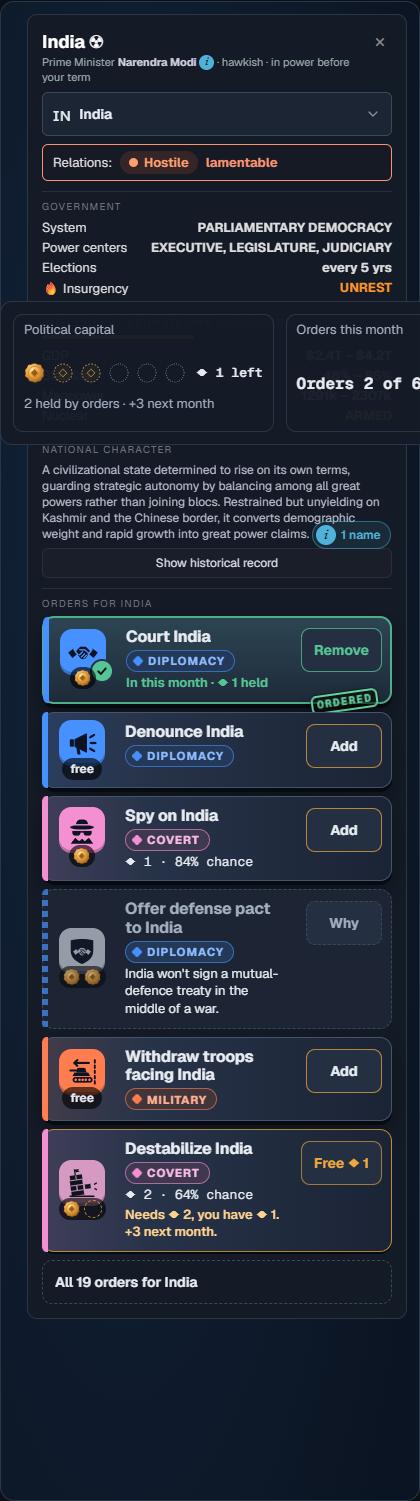 India ☢
×
Prime Minister Narendra Modi i · hawkish · in power before
your term
IN India
Relations: Hostile lamentable
GOVERNMENT
System PARLIAMENTARY DEMOCRACY
Power centers EXECUTIVE, LEGISLATURE, JUDICIARY
Elections every 5 yrs
🔥 Insurgency UNREST
Political capital
1 left
2 held by orders · +3 next month
Orders this month
Orders 2 of 6
GDP $2.4T – $4.2T
ARMED
NATIONAL CHARACTER
A civilizational state determined to rise on its own terms,
guarding strategic autonomy by balancing among all great
powers rather than joining blocs. Restrained but unyielding on
Kashmir and the Chinese border, it converts demographic
weight and rapid growth into great power claims.
i 1 name
Show historical record
ORDERS FOR INDIA
Court India
DIPLOMACY
In this month · 1 held
Remove
ORDERED
Denounce India
DIPLOMACY
free
Add
Spy on India
COVERT
1 · 84% chance
Add
Offer defense pact
to India
DIPLOMACY
India won't sign a mutual-
defence treaty in the
middle of a war.
Why
Withdraw troops
facing India
MILITARY
free
Add
Destabilize India
COVERT
2 · 64% chance
Needs 2, you have 1.
+3 next month.
Free 1
All 19 orders for India